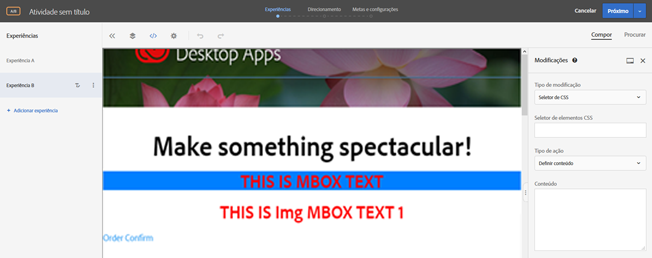 A/B Atividade sem título
Experiências Direcionamento Metas e configurações
Cancelar Próximo
Experiências
Compor Procurar
Experiência A
Experiência B
+ Adicionar experiência
Desktop Apps
Make something spectacular!
THIS IS MBOX TEXT
THIS IS Img MBOX TEXT 1
Order Confirm
Modificações
Tipo de modificação
Seletor de CSS
Seletor de elementos CSS
Tipo de ação
Definir conteúdo
Conteúdo